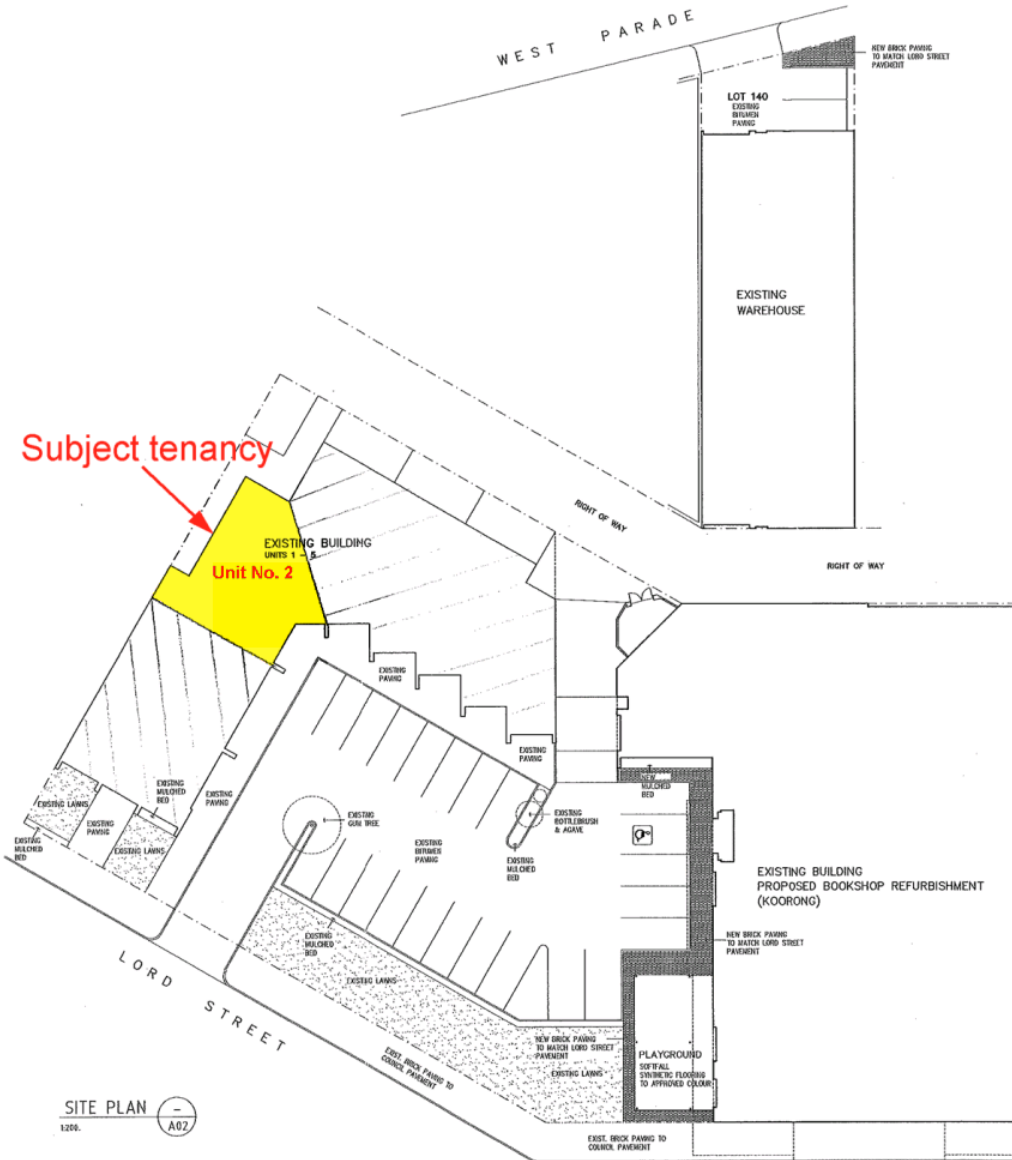 WEST PARADE
NEW BRICK PAVING
TO MATCH LORD STREET
PAVEMENT
LOT 140
EXISTING
BITUMEN
PAVING
EXISTING
WAREHOUSE
Subject tenancy
RIGHT OF WAY
RIGHT OF WAY
EXISTING BUILDING
UNITS 1 - 5
Unit No. 2
EXISTING
PAVING
EXISTING
PAVING
NEW
MULCHED
BED
EXISTING LAWNS
EXISTING
MULCHED
BED
EXISTING
PAVING
EXISTING
PAVING
EXISTING
MULCHED
BED
EXISTING LAWNS
EXISTING
GUM TREE
EXISTING
BOTTLEBRUSH
& AGAVE
EXISTING
BITUMEN
PAVING
EXISTING
MULCHED
BED
EXISTING BUILDING
PROPOSED BOOKSHOP REFURBISHMENT
(KOORONG)
NEW BRICK PAVING
TO MATCH LORD STREET
PAVEMENT
EXISTING
MULCHED
BED
EXISTING LAWNS
LORD STREET
NEW BRICK PAVING
TO MATCH LORD STREET
PAVEMENT
EXISTING LAWNS
PLAYGROUND
SOFTFALL
SYNTHETIC FLOORING
TO APPROVED COLOUR
EXIST. BRICK PAVING TO
COUNCIL PAVEMENT
SITE PLAN
1:200.
-
A02
EXIST. BRICK PAVING TO
COUNCIL PAVEMENT